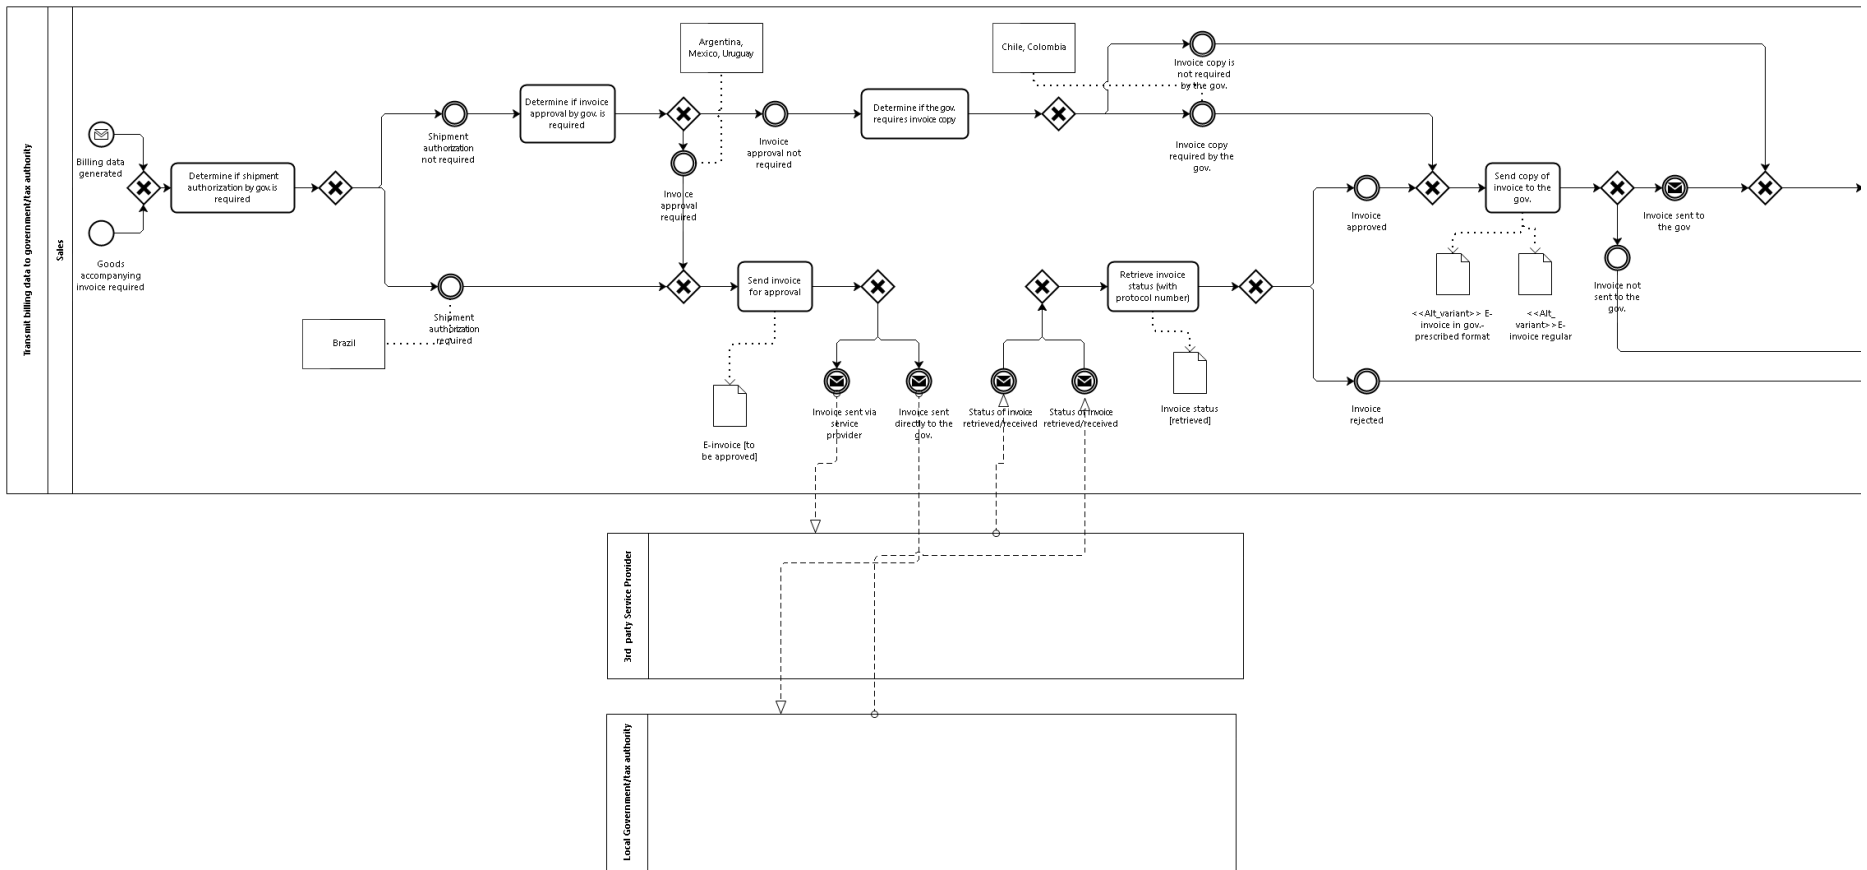 Transmit billing data to government/tax authority
Sales
Billing data
generated
Goods
accompanying
invoice required
Determine if shipment
authorization by gov. is
required
Shipment
authorization
not required
Shipment
authorization
required
Brazil
Determine if invoice
approval by gov. is
required
Argentina,
Mexico, Uruguay
Invoice
approval
required
Invoice
approval not
required
Determine if the gov.
requires invoice copy
Chile, Colombia
Invoice copy is
not required
by the gov.
Invoice copy
required by the
gov.
Send invoice
for approval
E-invoice [to
be approved]
Invoice sent via
service
provider
Invoice sent
directly to the
gov.
Status of invoice
retrieved/received
Status of invoice
retrieved/received
Retrieve invoice
status (with
protocol number)
Invoice status
[retrieved]
Invoice
approved
Invoice
rejected
Send copy of
invoice to the
gov.
<<Alt_variant>> E-
invoice in gov.-
prescribed format
<<Alt_
variant>>E-
invoice regular
Invoice sent to
the gov
Invoice not
sent to the
gov.
3rd party Service Provider
Local Government/tax authority